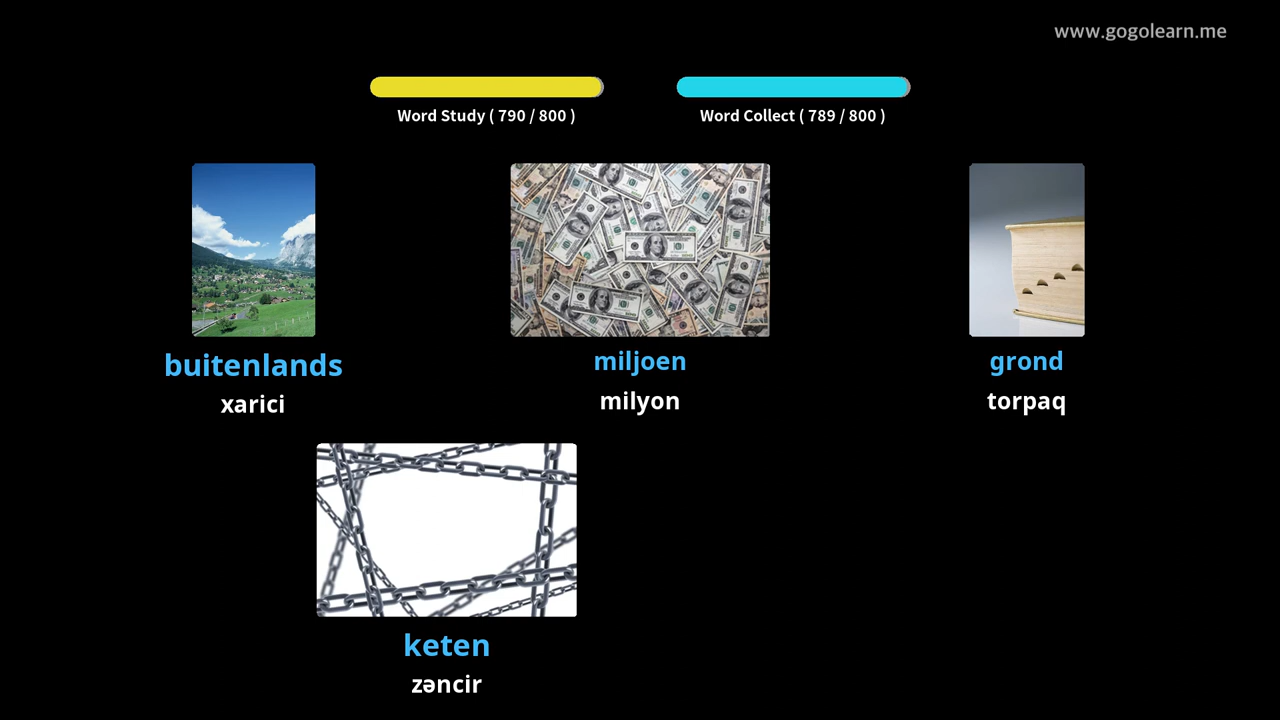 www.gogolearn.me
Word Study ( 790 / 800 )
Word Collect ( 789 / 800 )
buitenlands
xarici
miljoen
milyon
grond
torpaq
keten
zəncir